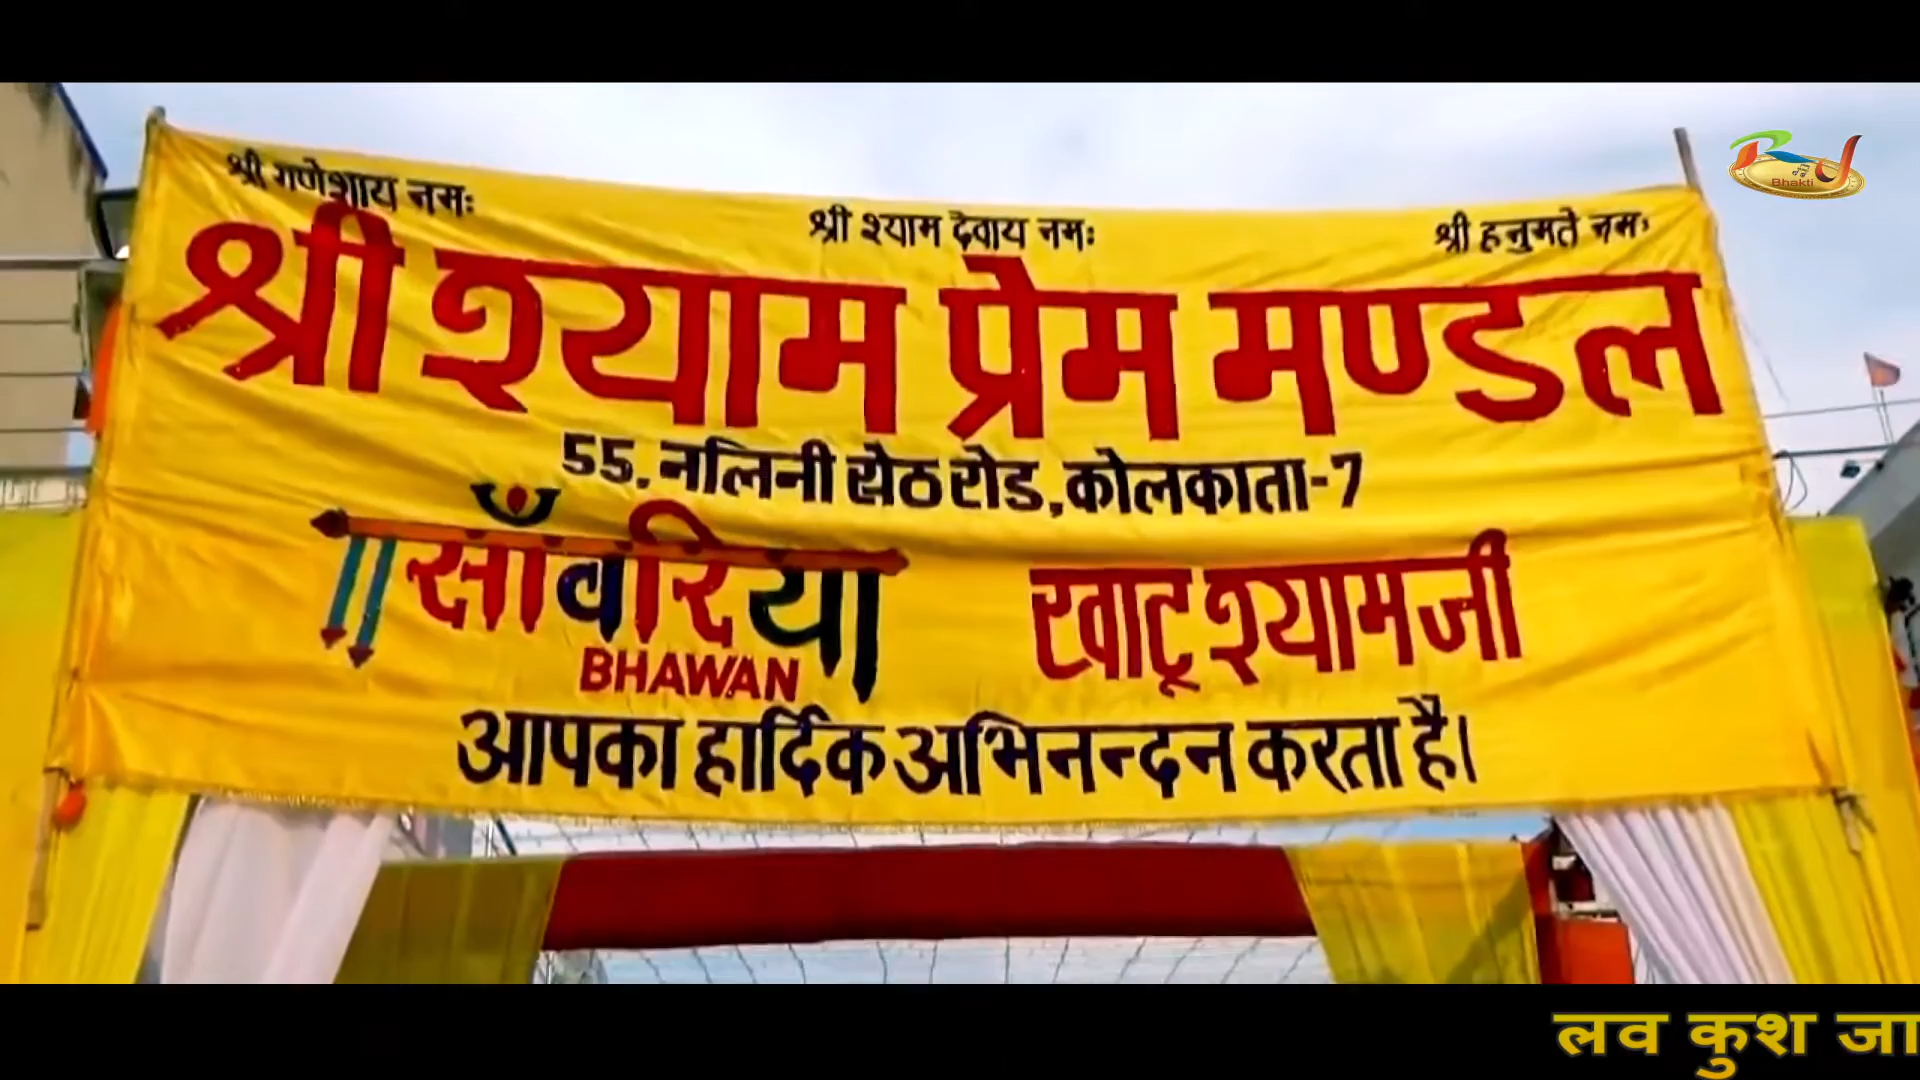 श्री गणेशाय नमः
श्री श्याम देवाय नमः
श्री हनुमते नमः
श्री श्याम प्रेम मण्डल
55, नलिनी सेठ रोड, कोलकाता-7
॥साँवरिया
BHAWAN
खाटू श्यामजी
आपका हार्दिक अभिनन्दन करता है।
Bhakti
लव कुश जा